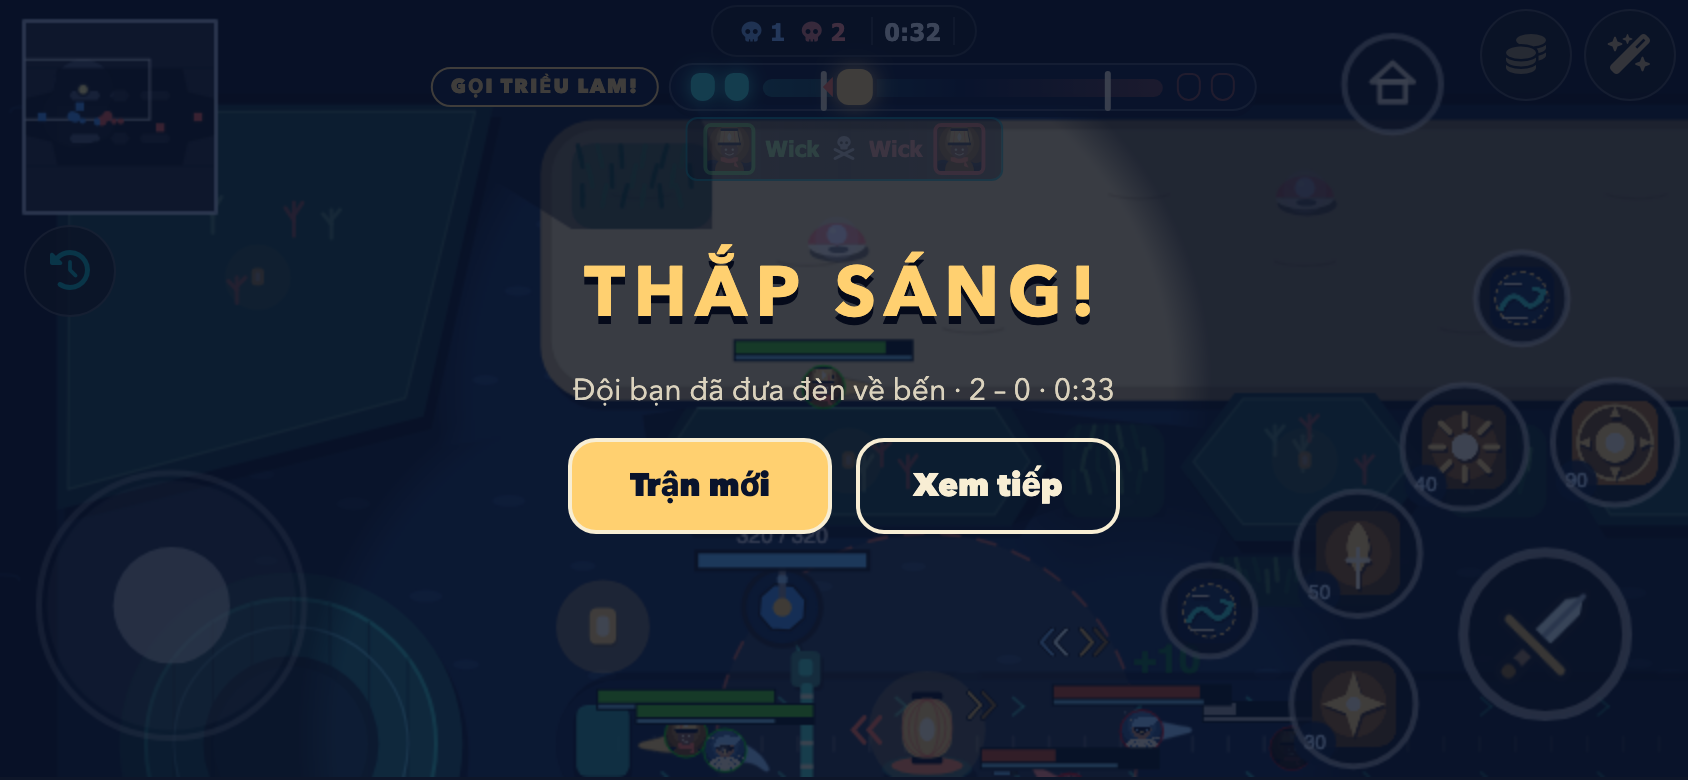 1 2 0:32
GỌI TRIỀU LAM!
Wick Wick
THẮP SÁNG!
Đội bạn đã đưa đèn về bến · 2 – 0 · 0:33
Trận mới
Xem tiếp
40
90
320 / 320
50
+10
30